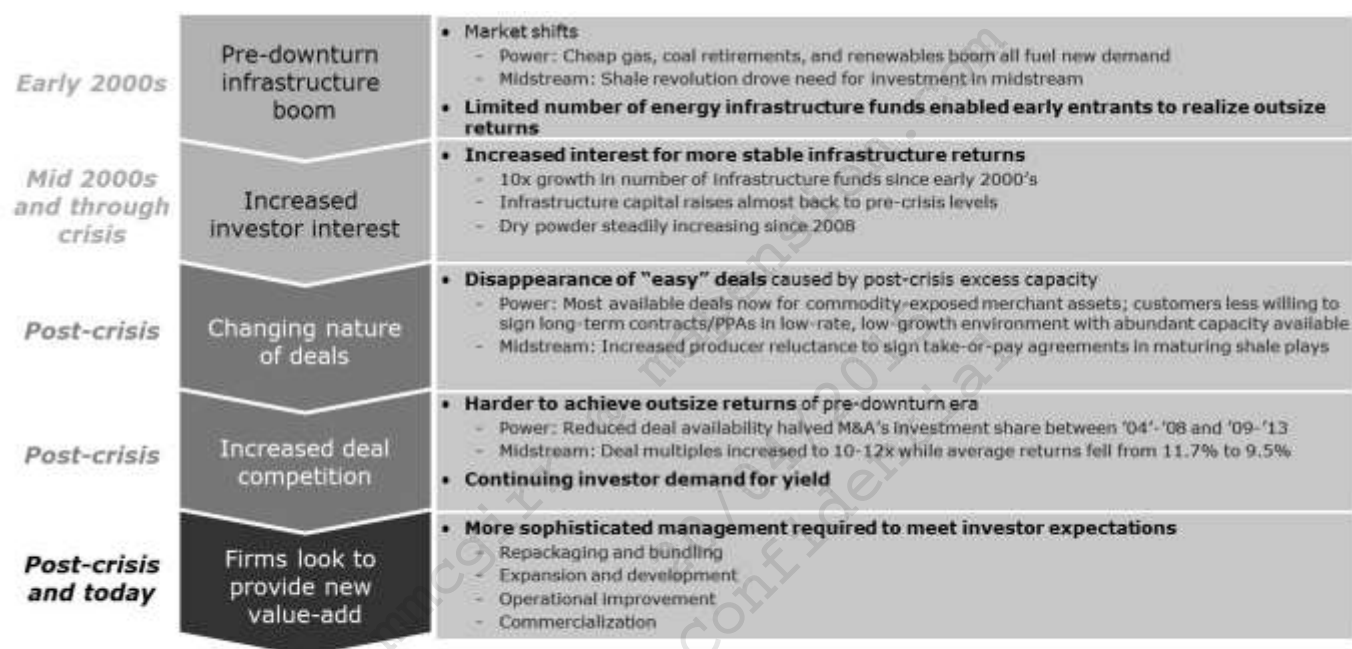 Early 2000s
Pre-downturn
infrastructure
boom
• Market shifts
- Power: Cheap gas, coal retirements, and renewables boom all fuel new demand
- Midstream: Shale revolution drove need for investment in midstream
• Limited number of energy infrastructure funds enabled early entrants to realize outsize
returns
Mid 2000s
and through
crisis
Increased
investor interest
• Increased interest for more stable infrastructure returns
- 10x growth in number of infrastructure funds since early 2000's
- Infrastructure capital raises almost back to pre-crisis levels
- Dry powder steadily increasing since 2008
Post-crisis
Changing nature
of deals
• Disappearance of "easy" deals caused by post-crisis excess capacity
- Power: Most available deals now for commodity-exposed merchant assets; customers less willing to
sign long-term contracts/PPAs in low-rate, low-growth environment with abundant capacity available
- Midstream: Increased producer reluctance to sign take-or-pay agreements in maturing shale plays
Post-crisis
Increased deal
competition
• Harder to achieve outsize returns of pre-downturn era
- Power: Reduced deal availability halved M&A's investment share between '04'-'08 and '09-'13
- Midstream: Deal multiples increased to 10-12x while average returns fell from 11.7% to 9.5%
• Continuing investor demand for yield
Post-crisis
and today
Firms look to
provide new
value-add
• More sophisticated management required to meet investor expectations
- Repackaging and bundling
- Expansion and development
- Operational improvement
- Commercialization
Confidential